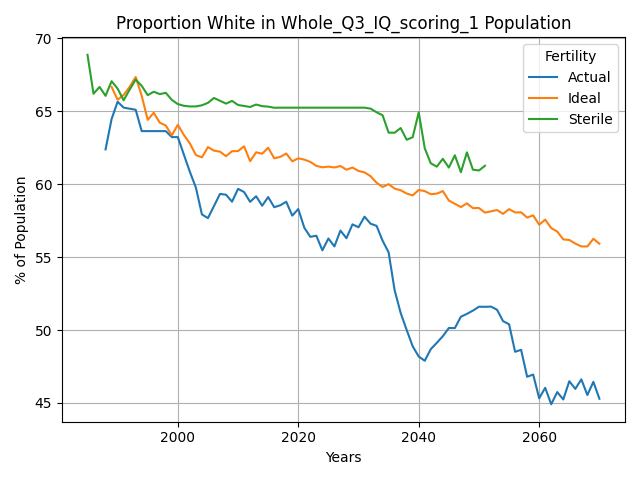 Proportion White in Whole_Q3_IQ_scoring_1 Population
% of Population
70
65
60
55
50
45
Fertility
Actual
Ideal
Sterile
2000
2020
2040
2060
Years